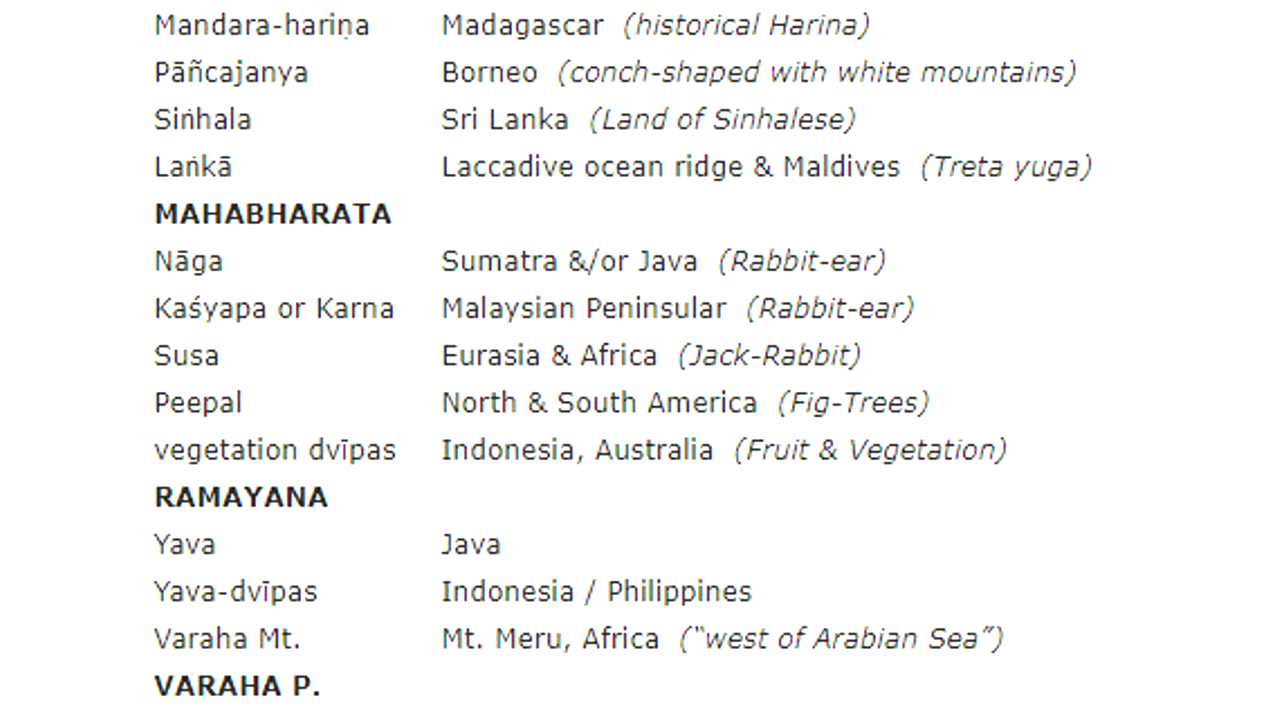 Mandara-hariṇa Madagascar (historical Harina)
Pāñcajanya Borneo (conch-shaped with white mountains)
Siṅhala Sri Lanka (Land of Sinhalese)
Laṅkā Laccadive ocean ridge & Maldives (Treta yuga)
MAHABHARATA
Nāga Sumatra &/or Java (Rabbit-ear)
Kaśyapa or Karna Malaysian Peninsular (Rabbit-ear)
Susa Eurasia & Africa (Jack-Rabbit)
Peepal North & South America (Fig-Trees)
vegetation dvīpas Indonesia, Australia (Fruit & Vegetation)
RAMAYANA
Yava Java
Yava-dvīpas Indonesia / Philippines
Varaha Mt. Mt. Meru, Africa (“west of Arabian Sea”)
VARAHA P.